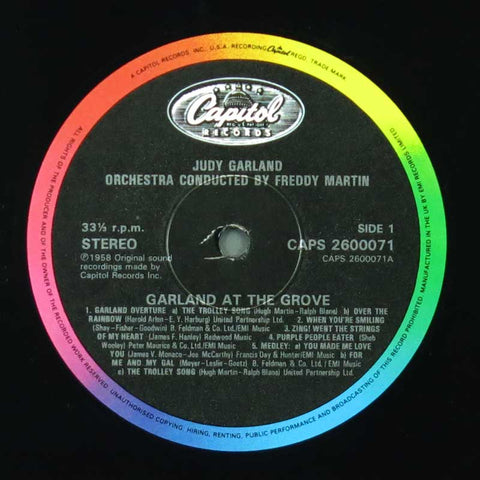 A CAPITOL RECORDS, INC., U.S.A. RECORDING Capitol REGD. TRADE MARK.
ALL RIGHTS OF THE PRODUCER AND OF THE OWNER OF THE RECORDED WORK RESERVED. UNAUTHORISED COPYING, HIRING, RENTING, PUBLIC PERFORMANCE AND BROADCASTING OF THIS RECORD PROHIBITED.
MANUFACTURED IN THE UK BY EMI RECORDS LIMITED.
Capitol
RECORDS
JUDY GARLAND
ORCHESTRA CONDUCTED BY FREDDY MARTIN
33⅓ r.p.m.
STEREO
℗1958 Original sound
recordings made by
Capitol Records Inc.
SIDE 1
CAPS 2600071
CAPS 2600071A
GARLAND AT THE GROVE
1. GARLAND OVERTURE a) THE TROLLEY SONG (Hugh Martin-Ralph Blane) b) OVER THE
RAINBOW (Harold Arlen-E. Y. Harburg) United Partnership Ltd. 2. WHEN YOU'RE SMILING
(Shay-Fisher-Goodwin) B. Feldman & Co. Ltd./EMI Music 3. ZING! WENT THE STRINGS
OF MY HEART (James F. Hanley) Redwood Music 4. PURPLE PEOPLE EATER (Sheb
Wooley) Peter Maurice & Co. Ltd./EMI Music 5. MEDLEY: a) YOU MADE ME LOVE
YOU (James V. Monaco-Joe. McCarthy) Francis Day & Hunter/EMI Music b) FOR
ME AND MY GAL (Meyer-Leslie-Goetz) B. Feldman & Co. Ltd./EMI Music
c) THE TROLLEY SONG (Hugh Martin-Ralph Blane) United Partnership Ltd.